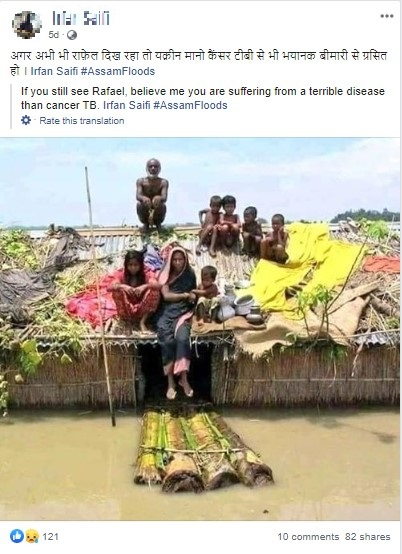 Irfan Saifi
5d
अगर अभी भी राफ़ेल दिख रहा तो यक़ीन मानो कैंसर टीबी से भी भयानक बीमारी से ग्रसित
हो । Irfan Saifi #AssamFloods
If you still see Rafael, believe me you are suffering from a terrible disease
than cancer TB. Irfan Saifi #AssamFloods
Rate this translation
121
10 comments 82 shares